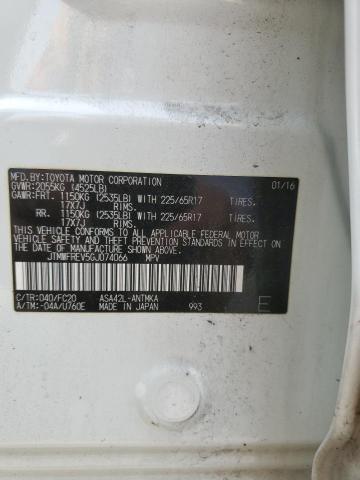 MFD.BY:TOYOTA MOTOR CORPORATION 01/16
GVWR:2055KG (4525LB)
GAWR:FRT. 1150KG (2535LB) WITH 225/65R17 TIRES.
17X7J RIMS.
RR. 1150KG (2535LB) WITH 225/65R17 TIRES.
17X7J RIMS.
THIS VEHICLE CONFORMS TO ALL APPLICABLE FEDERAL MOTOR
VEHICLE SAFETY AND THEFT PREVENTION STANDARDS IN EFFECT
ON THE DATE OF MANUFACTURE SHOWN ABOVE.
JTMWFREV5GJ074066 MPV
C/TR:040/FC20 ASA42L-ANTMKA
A/TM:-04A/U760E MADE IN JAPAN 993 E